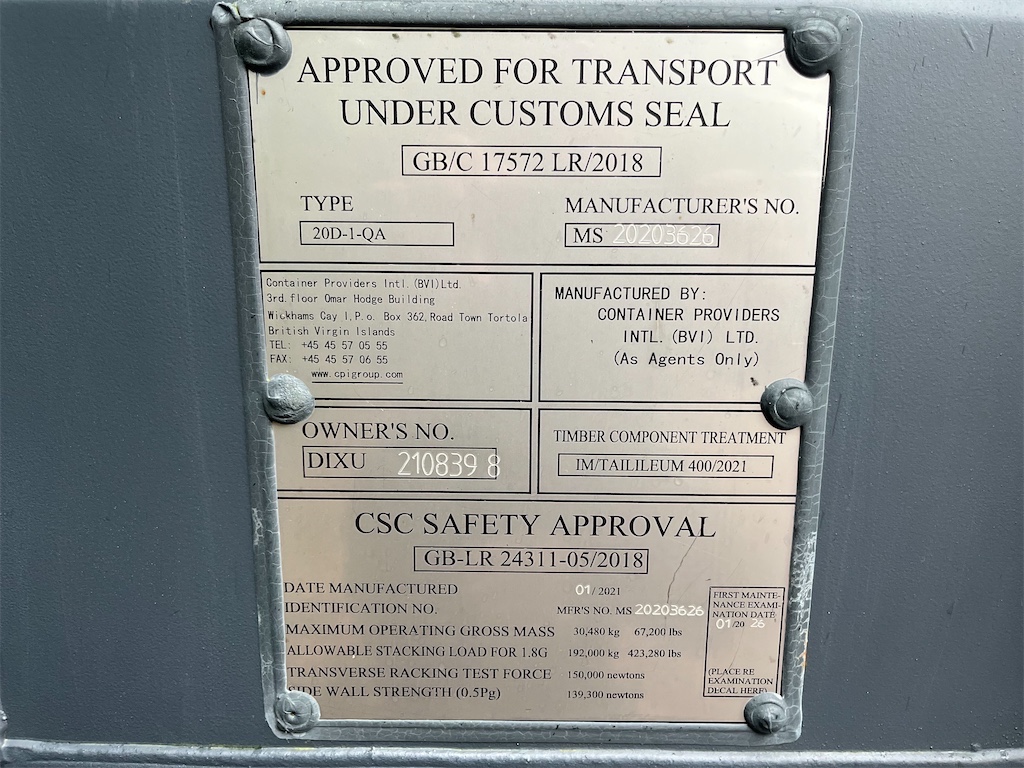 APPROVED FOR TRANSPORT
UNDER CUSTOMS SEAL
GB/C 17572 LR/2018
TYPE
20D-1-QA
MANUFACTURER'S NO.
MS 20203626
Container Providers Intl.(BVI)Ltd.
3rd.floor Omar Hodge Building
Wickhams Cay I,P.o. Box 362,Road Town Tortola
British Virgin Islands
TEL: +45 45 57 05 55
FAX: +45 45 57 06 55
www.cpigroup.com
MANUFACTURED BY:
CONTAINER PROVIDERS
INTL. (BVI) LTD.
(As Agents Only)
OWNER'S NO.
DIXU 210839 8
TIMBER COMPONENT TREATMENT
IM/TAILILEUM 400/2021
CSC SAFETY APPROVAL
GB-LR 24311-05/2018
DATE MANUFACTURED 01/2021
IDENTIFICATION NO. MFR'S NO. MS 20203626
MAXIMUM OPERATING GROSS MASS 30,480 kg 67,200 lbs
ALLOWABLE STACKING LOAD FOR 1.8G 192,000 kg 423,280 lbs
TRANSVERSE RACKING TEST FORCE 150,000 newtons
SIDE WALL STRENGTH (0.5Pg) 139,300 newtons
FIRST MAINTE-
NANCE EXAMI-
NATION DATE
01/20 26
(PLACE RE
EXAMINATION
DECAL HERE)